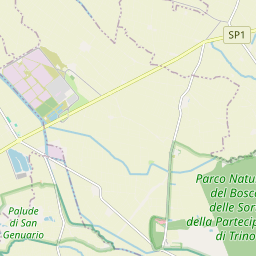 SP1
Parco Natu
del Bosco
delle Sor
della Partecip
di Trino
Palude
di San
Genuario